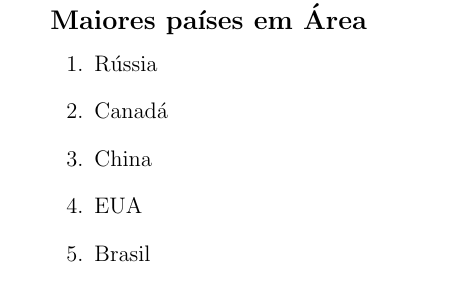 Maiores países em Área
1. Rússia
2. Canadá
3. China
4. EUA
5. Brasil